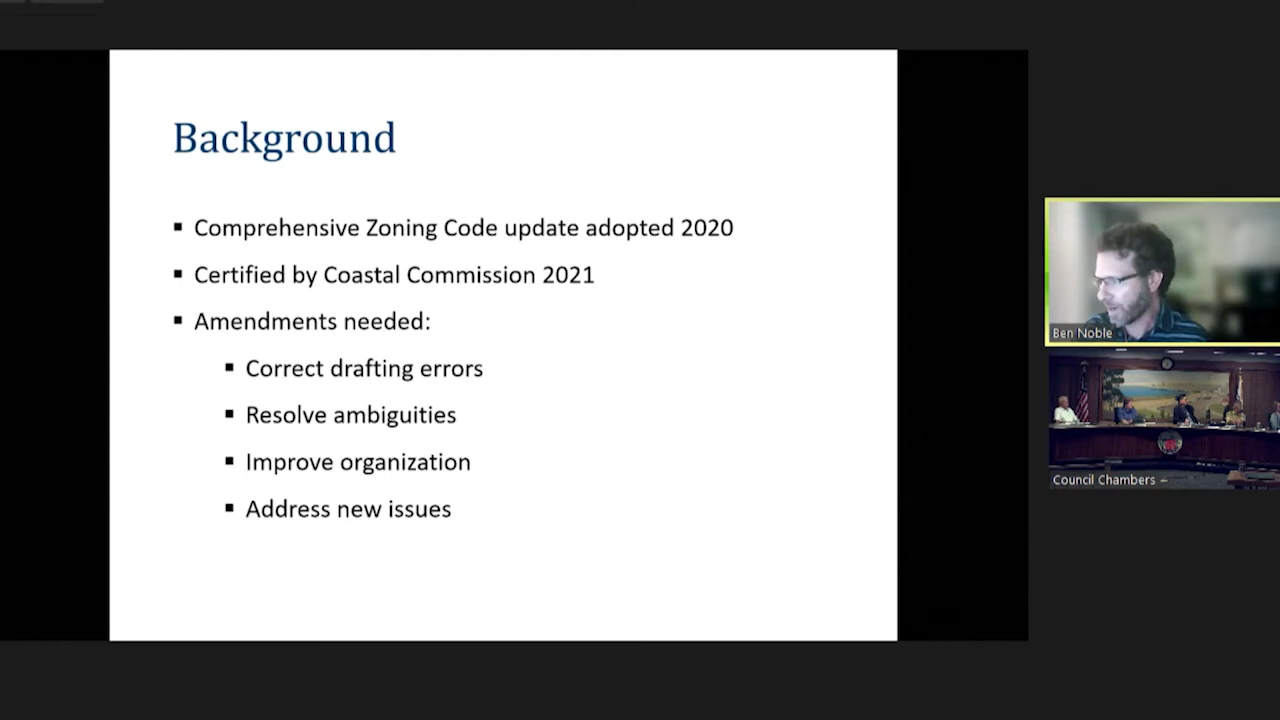 Background
▪ Comprehensive Zoning Code update adopted 2020
▪ Certified by Coastal Commission 2021
▪ Amendments needed:
▪ Correct drafting errors
▪ Resolve ambiguities
▪ Improve organization
▪ Address new issues
Ben Noble
Council Chambers –